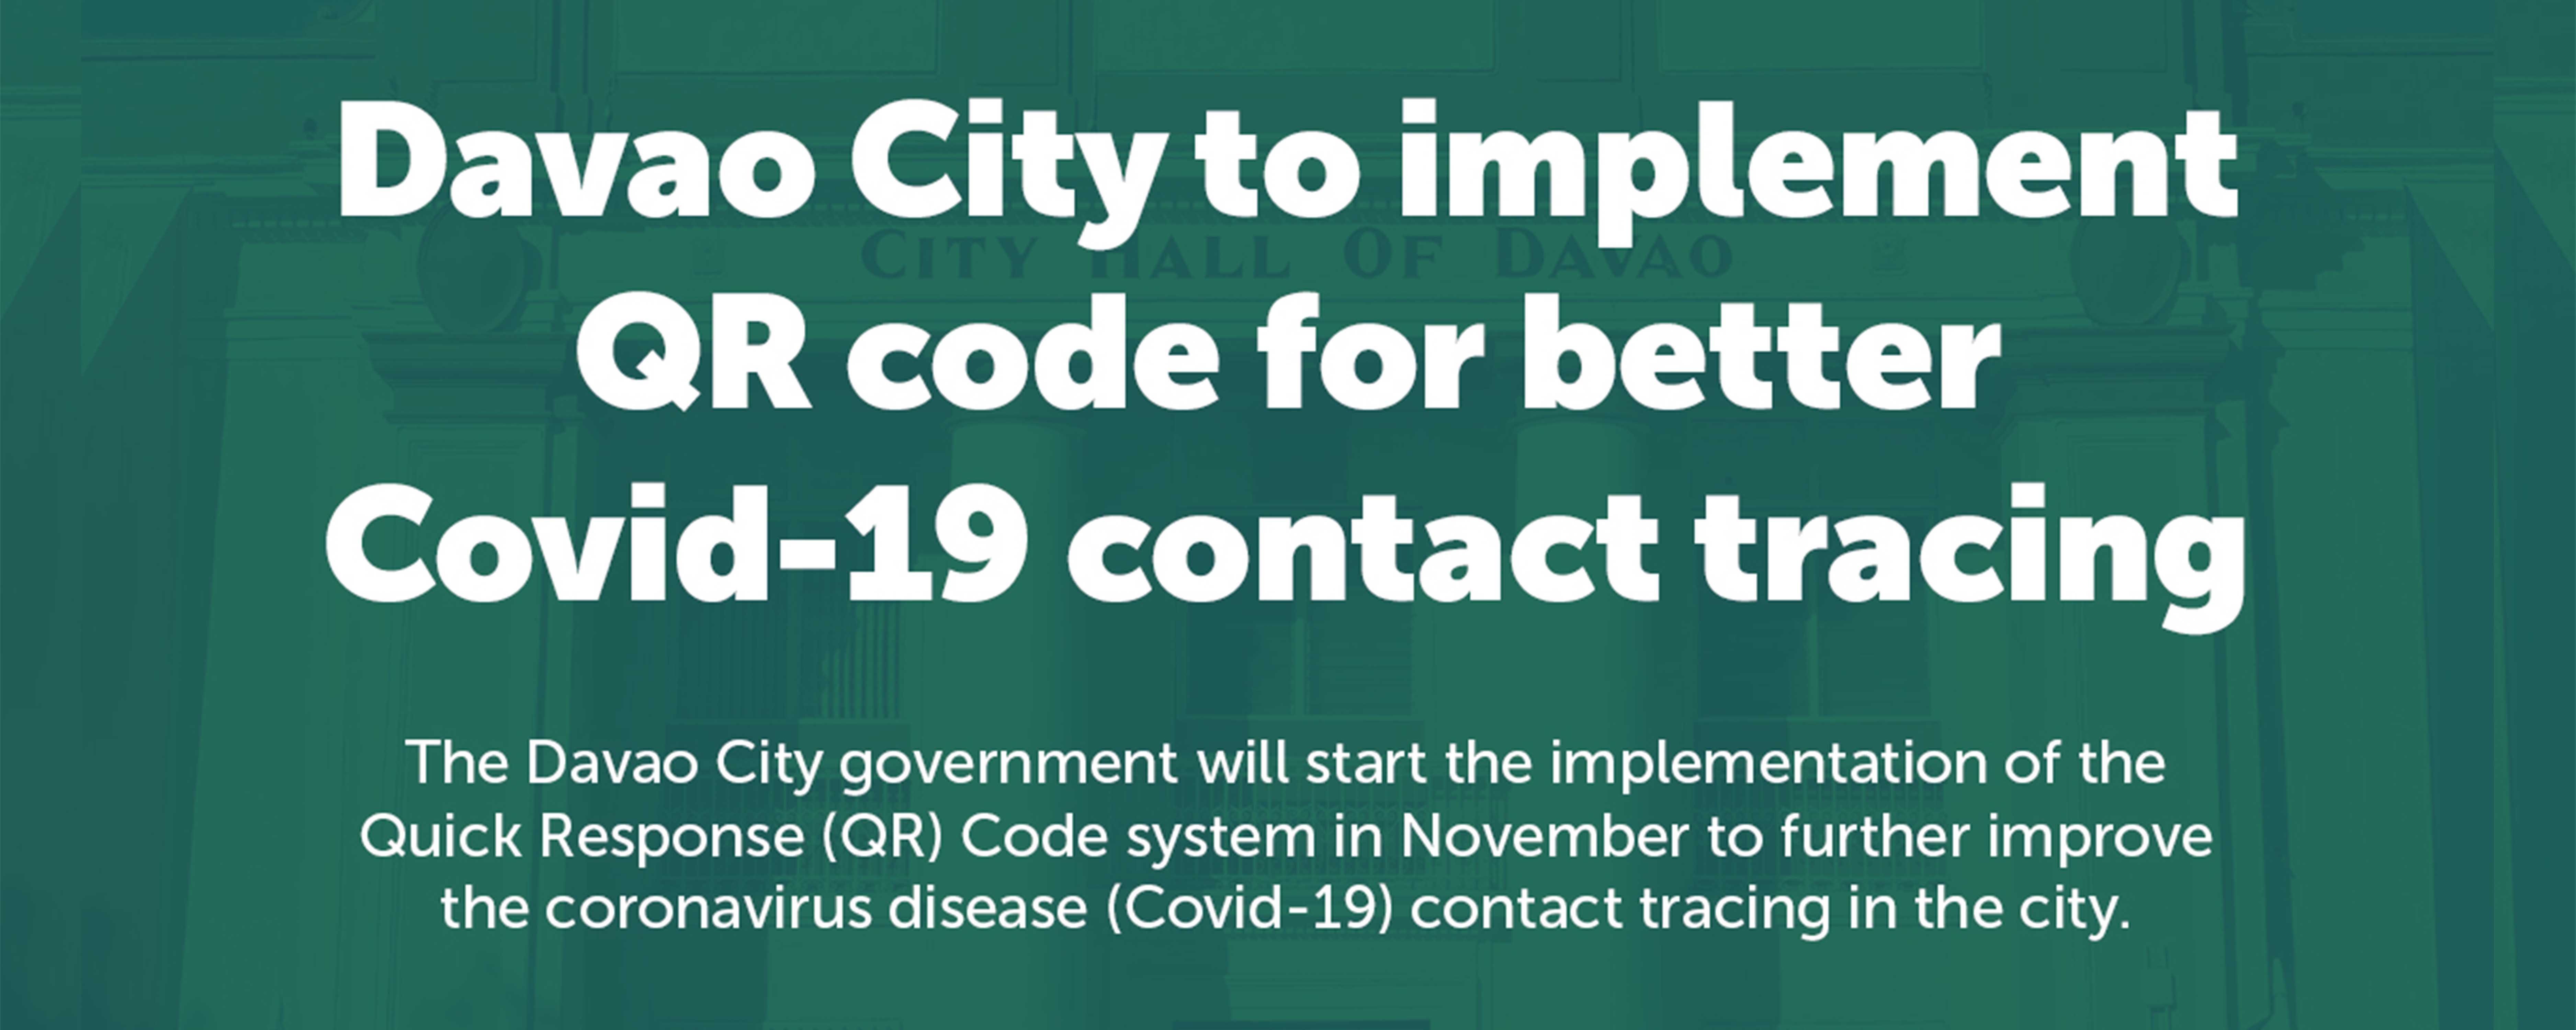 Davao City to implement
CITY HALL OF DAVAO
QR code for better
Covid-19 contact tracing
The Davao City government will start the implementation of the
Quick Response (QR) Code system in November to further improve
the coronavirus disease (Covid-19) contact tracing in the city.